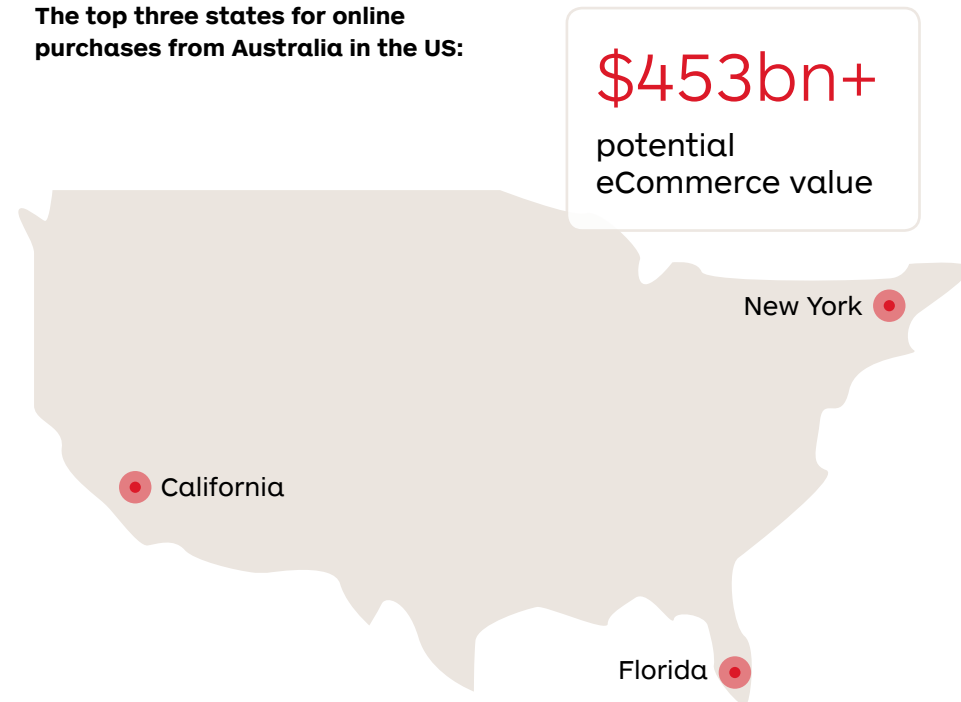 The top three states for online
purchases from Australia in the US:
$453bn+
potential
eCommerce value
New York
California
Florida